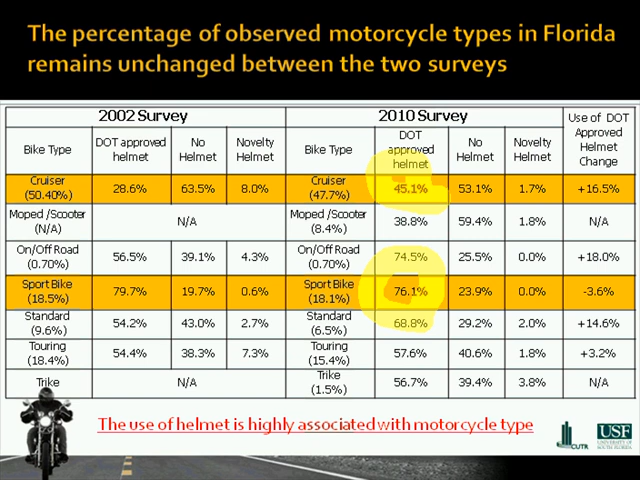 The percentage of observed motorcycle types in Florida
remains unchanged between the two surveys
2002 Survey 2010 Survey Use of DOT Approved Helmet Change
Bike Type DOT approved helmet No Helmet Novelty Helmet Bike Type DOT approved helmet No Helmet Novelty Helmet
Cruiser (50.40%) 28.6% 63.5% 8.0% Cruiser (47.7%) 45.1% 53.1% 1.7% +16.5%
Moped /Scooter (N/A) N/A Moped /Scooter (8.4%) 38.8% 59.4% 1.8% N/A
On/Off Road (0.70%) 56.5% 39.1% 4.3% On/Off Road (0.70%) 74.5% 25.5% 0.0% +18.0%
Sport Bike (18.5%) 79.7% 19.7% 0.6% Sport Bike (18.1%) 76.1% 23.9% 0.0% -3.6%
Standard (9.6%) 54.2% 43.0% 2.7% Standard (6.5%) 68.8% 29.2% 2.0% +14.6%
Touring (18.4%) 54.4% 38.3% 7.3% Touring (15.4%) 57.6% 40.6% 1.8% +3.2%
Trike N/A Trike (1.5%) 56.7% 39.4% 3.8% N/A
The use of helmet is highly associated with motorcycle type
CUTR
USF
UNIVERSITY OF
SOUTH FLORIDA